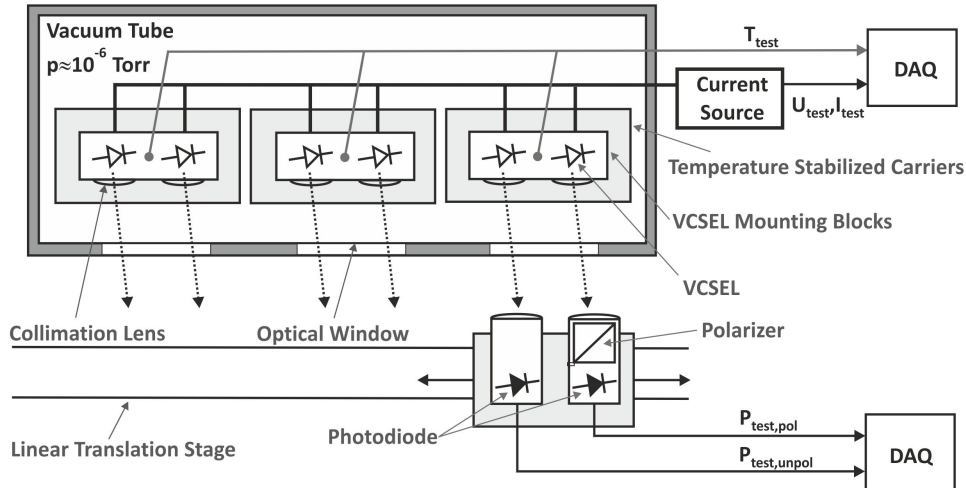 Vacuum Tube
p≈10⁻⁶ Torr
T_test
DAQ
Current
Source
U_test,I_test
Temperature Stabilized Carriers
VCSEL Mounting Blocks
VCSEL
Collimation Lens
Optical Window
Polarizer
Linear Translation Stage
Photodiode
P_test,pol
P_test,unpol
DAQ